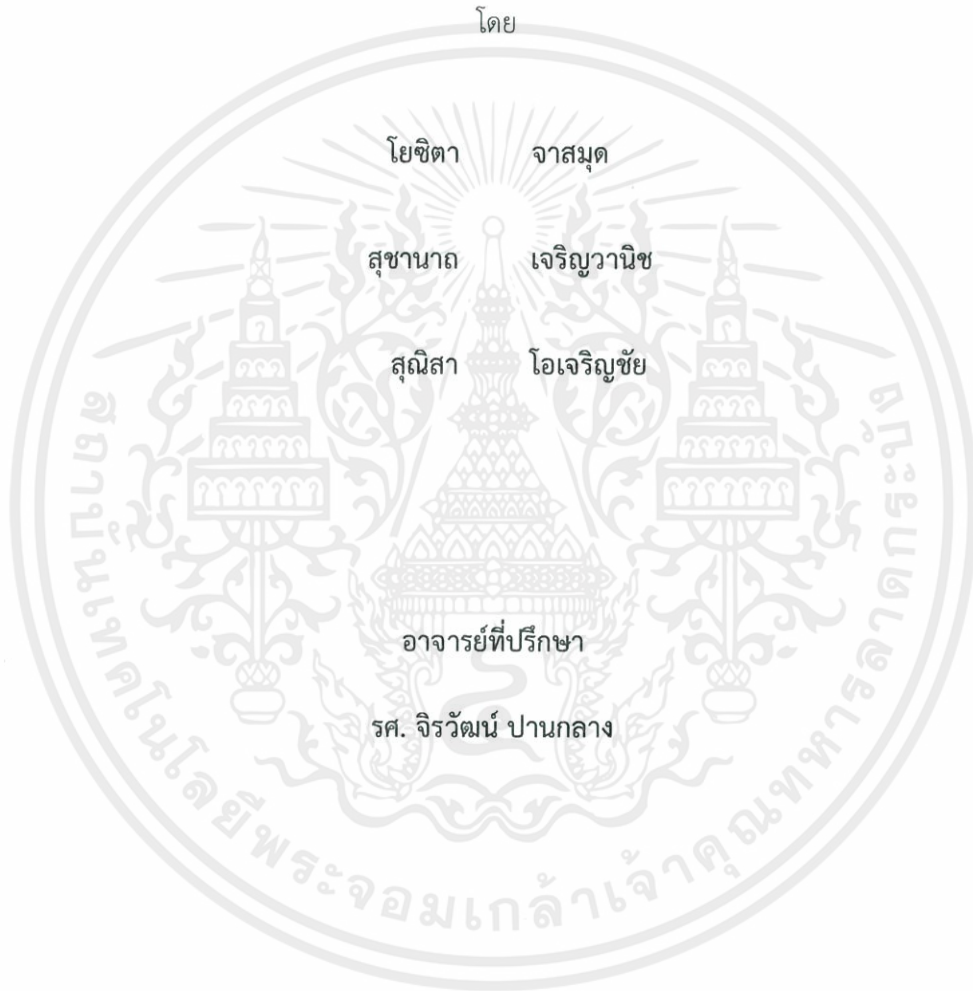 โดย
โยซิตา จาสมุด
สุชานาถ เจริญวานิช
สุณิสา โอเจริญชัย
อาจารย์ที่ปรึกษา
รศ. จิรวัฒน์ ปานกลาง
สถาบันเทคโนโลยีพระจอมเกล้าเจ้าคุณทหารลาดกระบัง